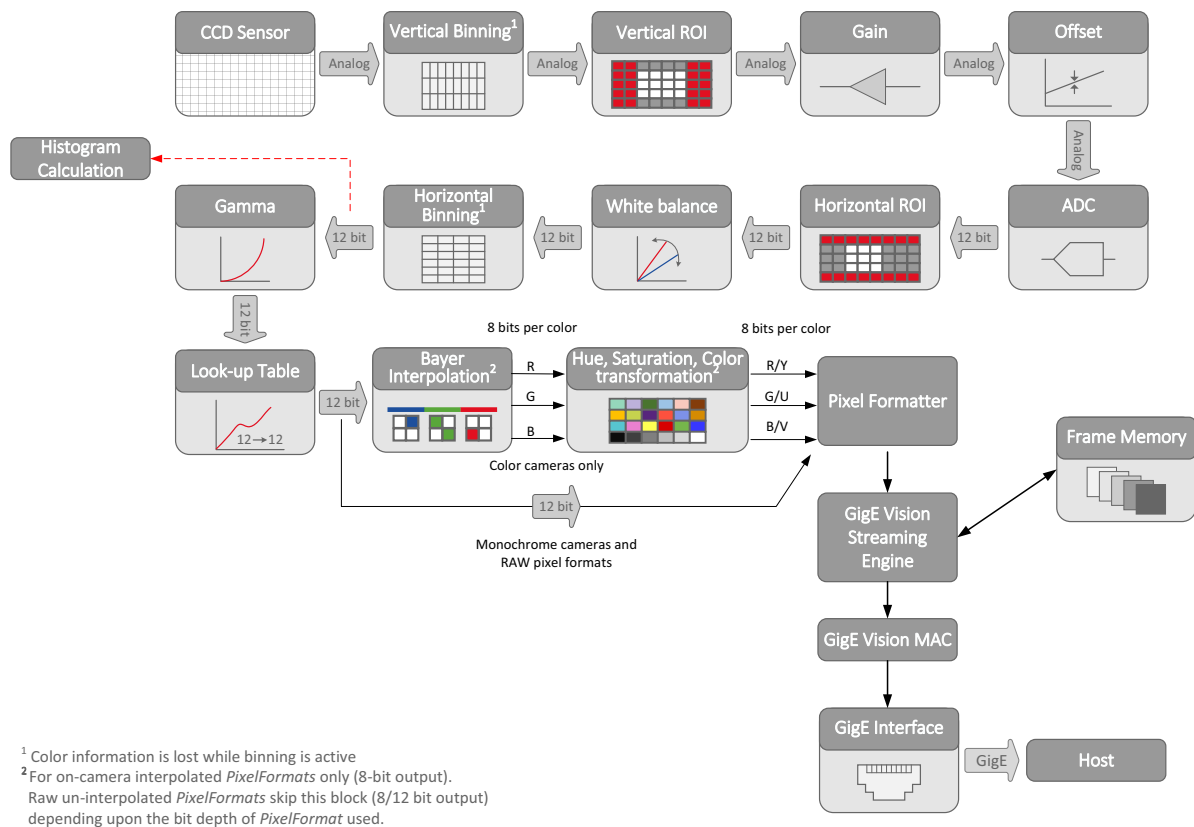 CCD Sensor
Analog
Vertical Binning¹
Analog
Vertical ROI
Analog
Gain
Analog
Offset
Analog
Histogram
Calculation
Gamma
12 bit
Horizontal
Binning¹
12 bit
White balance
12 bit
Horizontal ROI
12 bit
ADC
12 bit
8 bits per color
8 bits per color
Look-up Table
12→12
12 bit
Bayer
Interpolation²
R
G
B
Hue, Saturation, Color
transformation²
R/Y
G/U
B/V
Pixel Formatter
Color cameras only
12 bit
Monochrome cameras and
RAW pixel formats
Frame Memory
GigE Vision
Streaming
Engine
GigE Vision MAC
GigE Interface
GigE
Host
¹ Color information is lost while binning is active
² For on-camera interpolated PixelFormats only (8-bit output).
Raw un-interpolated PixelFormats skip this block (8/12 bit output)
depending upon the bit depth of PixelFormat used.